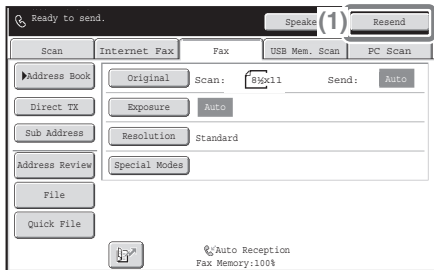 Ready to send.
Speake (1) Resend
Scan Internet Fax Fax USB Mem. Scan PC Scan
Address Book Original Scan: 8½x11 Send: Auto
Direct TX Exposure Auto
Sub Address Resolution Standard
Address Review Special Modes
File
Quick File
Auto Reception
Fax Memory:100%